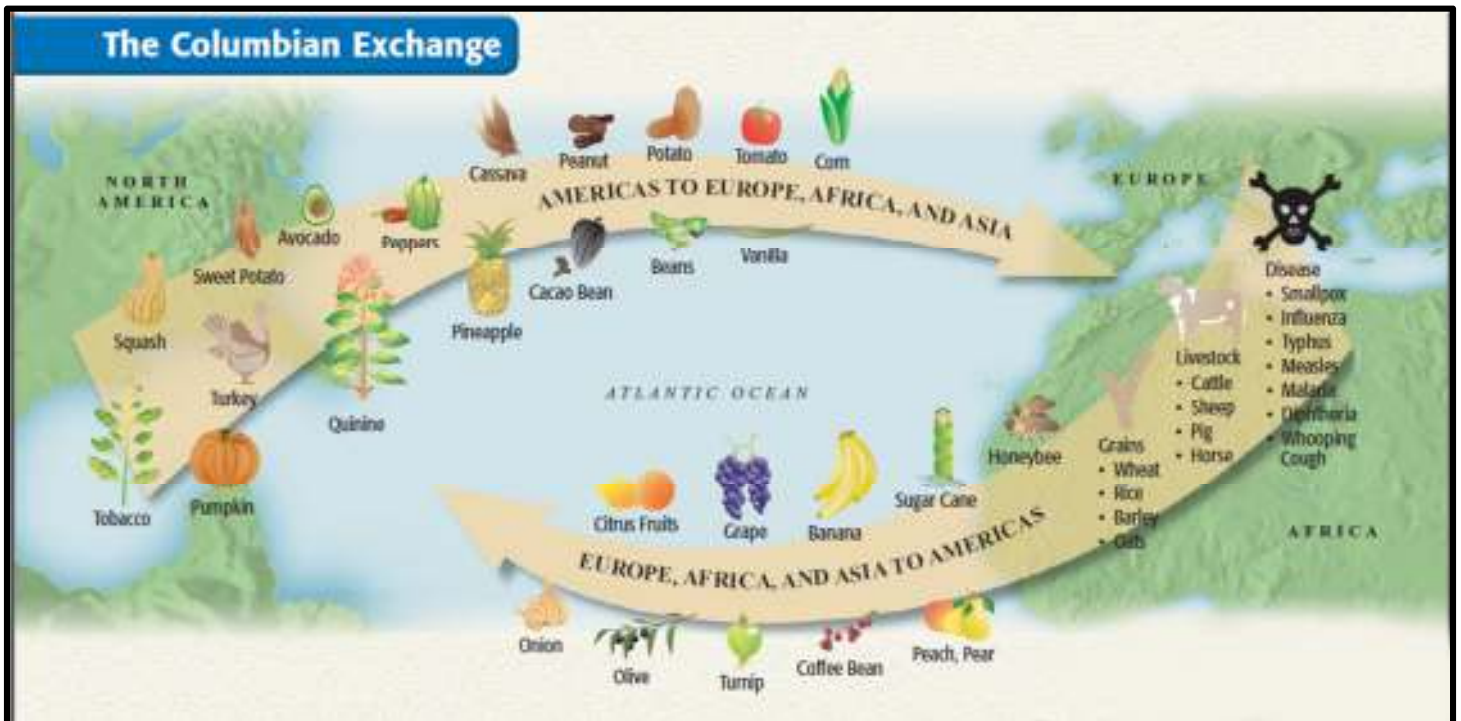 The Columbian Exchange
NORTH
AMERICA
Squash
Sweet Potato
Avocado
Peppers
Cassava
Peanut
Potato
Tomato
Corn
AMERICAS TO EUROPE, AFRICA, AND ASIA
Tobacco
Pumpkin
Turkey
Quinine
Pineapple
Cacao Bean
Beans
Vanilla
ATLANTIC OCEAN
EUROPE
Disease
• Smallpox
• Influenza
• Typhus
• Measles
• Malaria
• Diphtheria
• Whooping
Cough
Livestock
• Cattle
• Sheep
• Pig
• Horse
Grains
• Wheat
• Rice
• Barley
• Oats
Honeybee
Sugar Cane
Banana
Grape
Citrus Fruits
EUROPE, AFRICA, AND ASIA TO AMERICAS
Onion
Olive
Turnip
Coffee Bean
Peach, Pear
AFRICA